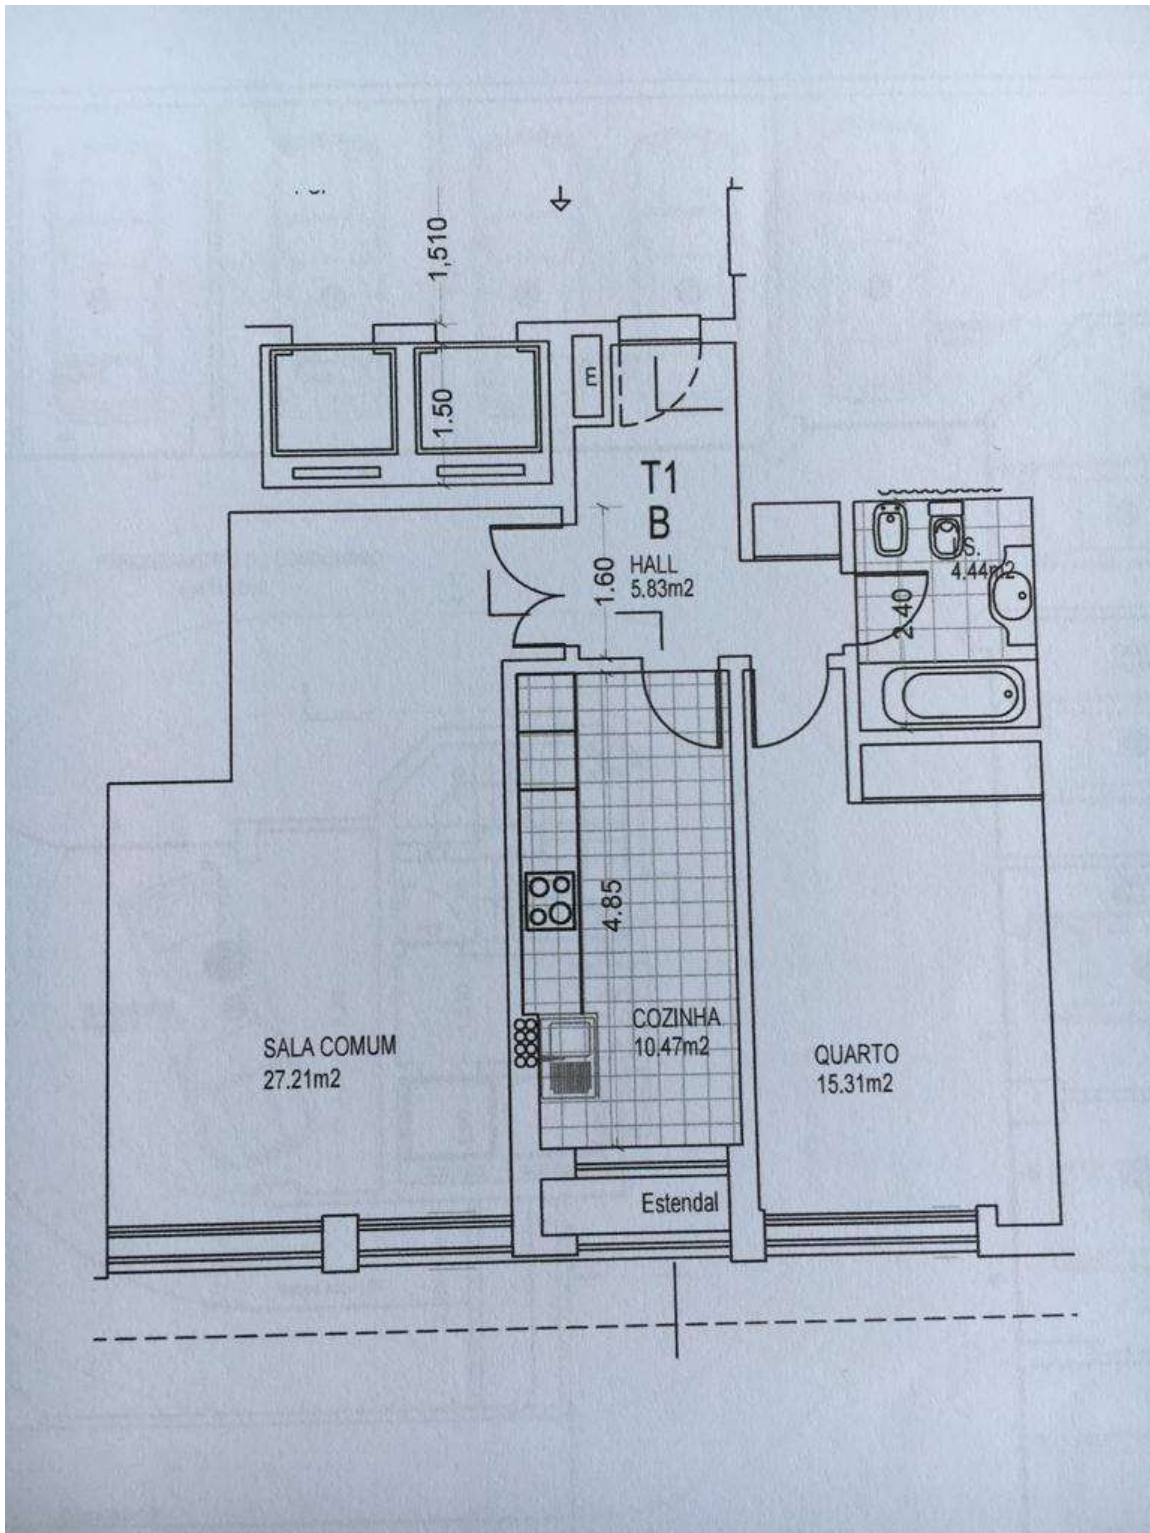 1,510
1.50
E
T1
B
HALL
5.83m2
1.60
I.S.
4.44m2
2.40
4.85
COZINHA
10.47m2
SALA COMUM
27.21m2
QUARTO
15.31m2
Estendal